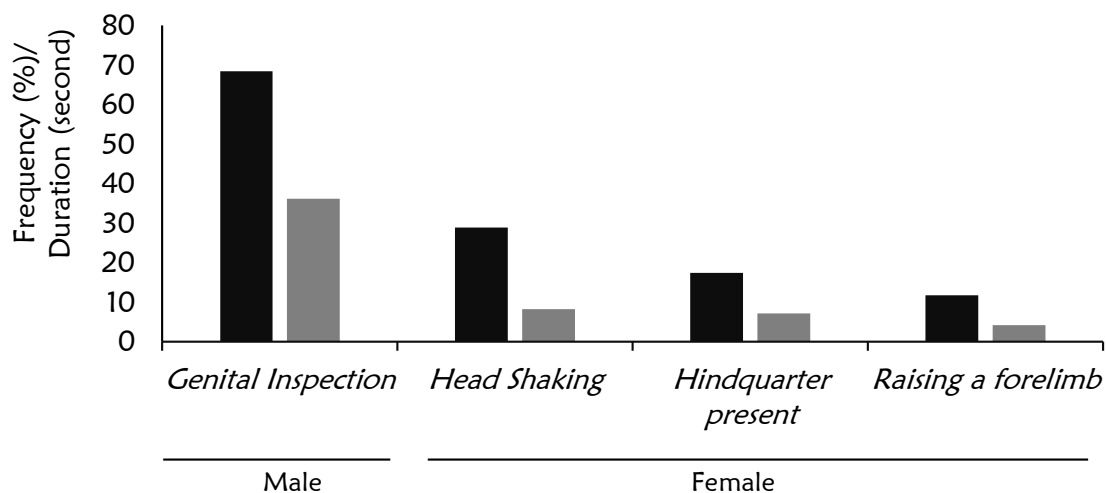 Frequency (%)/
Duration (second)
80
70
60
50
40
30
20
10
0
Genital Inspection
Head Shaking
Hindquarter
present
Raising a forelimb
Male
Female